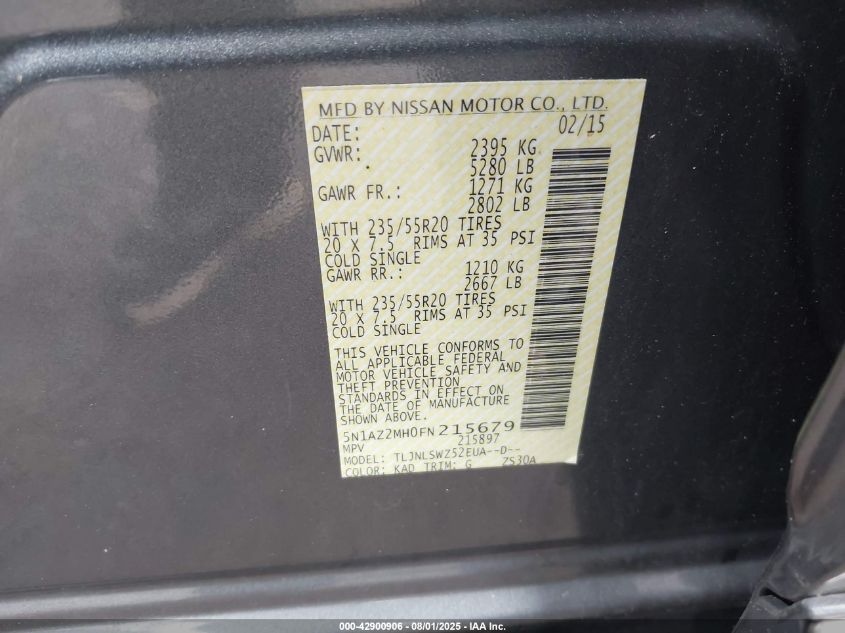 MFD BY NISSAN MOTOR CO., LTD.
DATE: 02/15
GVWR: 2395 KG
5280 LB
GAWR FR.: 1271 KG
2802 LB
WITH 235/55R20 TIRES
20 X 7.5 RIMS AT 35 PSI
COLD SINGLE
GAWR RR.: 1210 KG
2667 LB
WITH 235/55R20 TIRES
20 X 7.5 RIMS AT 35 PSI
COLD SINGLE
THIS VEHICLE CONFORMS TO
ALL APPLICABLE FEDERAL
MOTOR VEHICLE SAFETY AND
THEFT PREVENTION
STANDARDS IN EFFECT ON
THE DATE OF MANUFACTURE
SHOWN ABOVE.
5N1AZ2MH0FN215679
MPV 215897
MODEL: TLJNLSWZ52EUA--D--
COLOR: KAD TRIM: G ZS30A
000-42900906 - 08/01/2025 - IAA Inc.